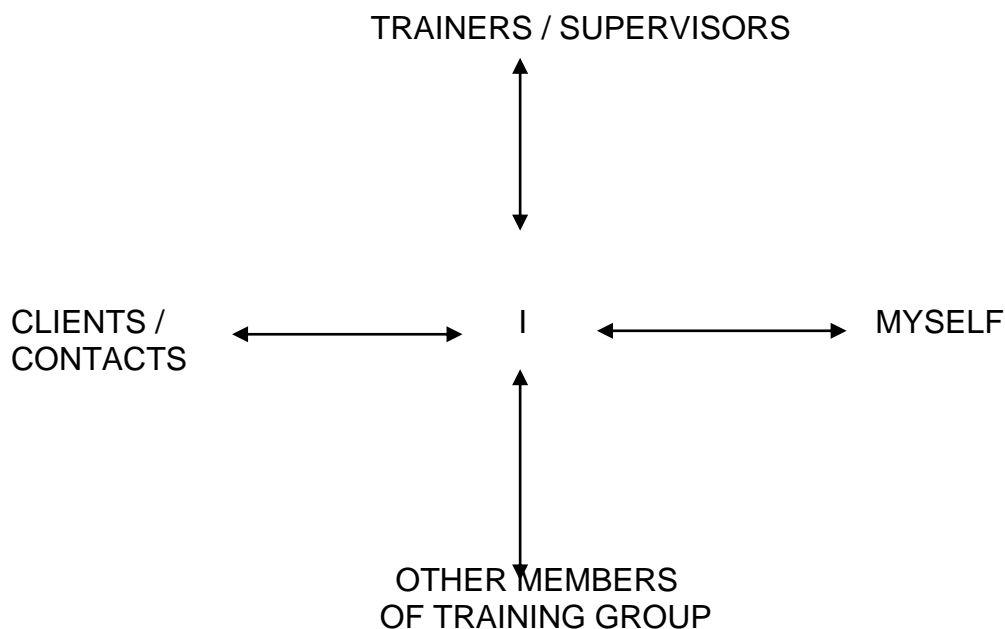 TRAINERS / SUPERVISORS
CLIENTS /
CONTACTS
I
MYSELF
OTHER MEMBERS
OF TRAINING GROUP